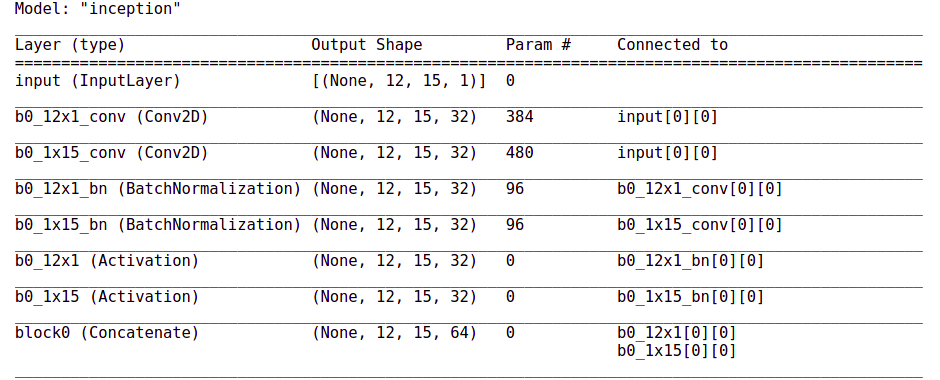 Model: "inception"
Layer (type) Output Shape Param # Connected to
input (InputLayer) [(None, 12, 15, 1)] 0
b0_12x1_conv (Conv2D) (None, 12, 15, 32) 384 input[0][0]
b0_1x15_conv (Conv2D) (None, 12, 15, 32) 480 input[0][0]
b0_12x1_bn (BatchNormalization) (None, 12, 15, 32) 96 b0_12x1_conv[0][0]
b0_1x15_bn (BatchNormalization) (None, 12, 15, 32) 96 b0_1x15_conv[0][0]
b0_12x1 (Activation) (None, 12, 15, 32) 0 b0_12x1_bn[0][0]
b0_1x15 (Activation) (None, 12, 15, 32) 0 b0_1x15_bn[0][0]
block0 (Concatenate) (None, 12, 15, 64) 0 b0_12x1[0][0]
b0_1x15[0][0]